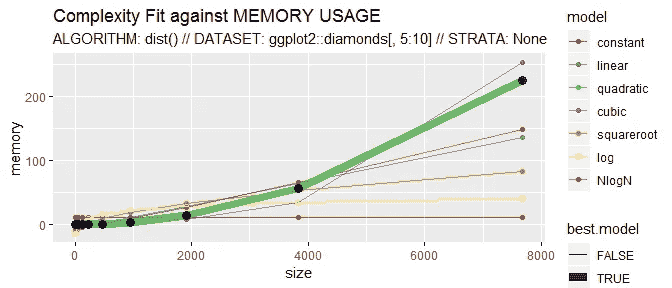 Complexity Fit against MEMORY USAGE
ALGORITHM: dist() // DATASET: ggplot2::diamonds[, 5:10] // STRATA: None
memory
200
100
0
0
2000
4000
6000
8000
size
model
constant
linear
quadratic
cubic
squareroot
log
NlogN
best.model
FALSE
TRUE